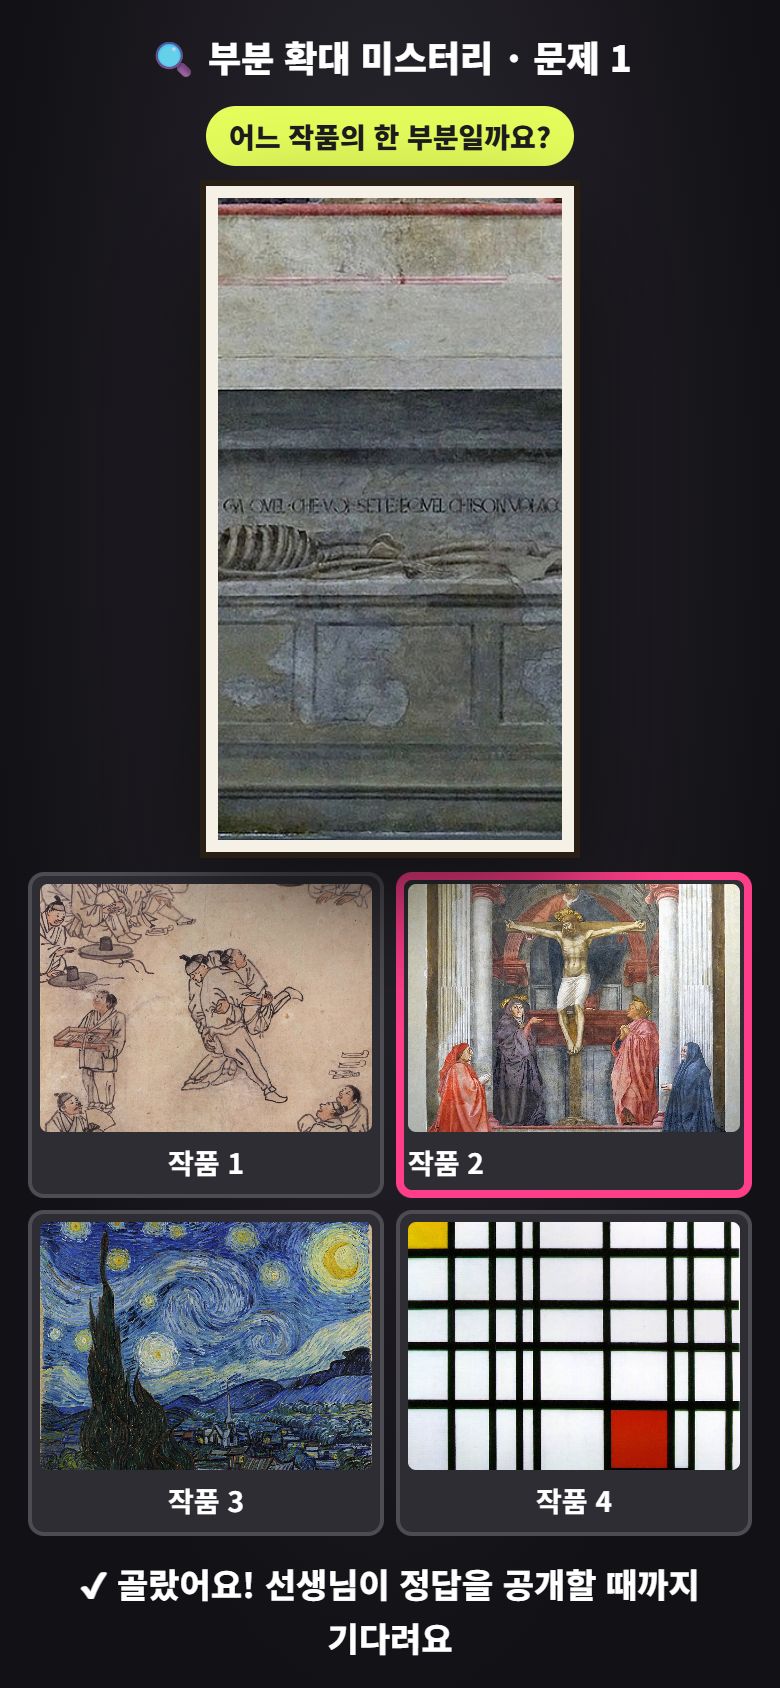 부분 확대 미스터리 · 문제 1
어느 작품의 한 부분일까요?
작품 1
작품 2
작품 3
작품 4
✓ 골랐어요! 선생님이 정답을 공개할 때까지
기다려요